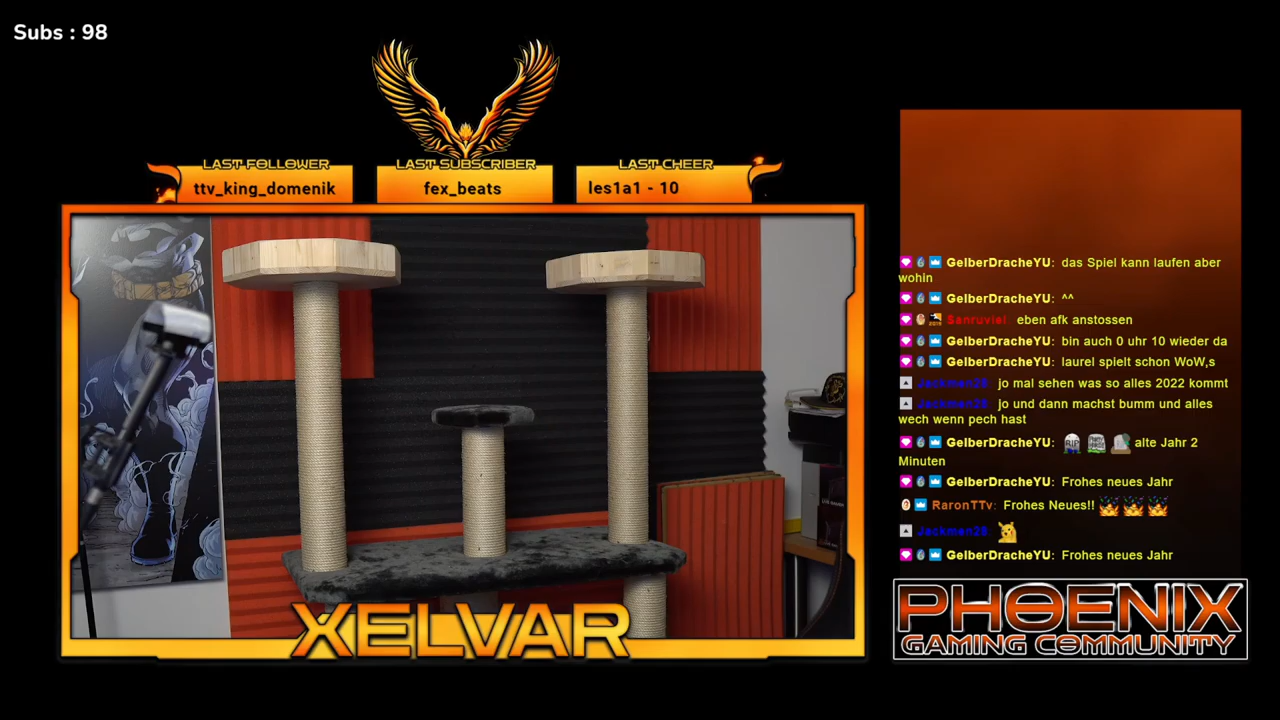 Subs : 98
LAST FOLLOWER
LAST SUBSCRIBER
LAST CHEER
ttv_king_domenik
fex_beats
les1a1 - 10
GelberDracheYU: das Spiel kann laufen aber
wohin
GelberDracheYU: ^^
Sanruviel eben afk anstossen
GelberDracheYU: bin auch 0 uhr 10 wieder da
GelberDracheYU: laurel spielt schon WoW,s
Jackmen28: jo mal sehen was so alles 2022 kommt
Jackmen28: jo und dann machst bumm und alles
wech wenn pech hast
GelberDracheYU: alte Jahr 2
Minuten
GelberDracheYU: Frohes neues Jahr
RaronTTv: Frohes Neues!!
Jackmen28:
GelberDracheYU: Frohes neues Jahr
XELVAR
PHOENIX
GAMING COMMUNITY